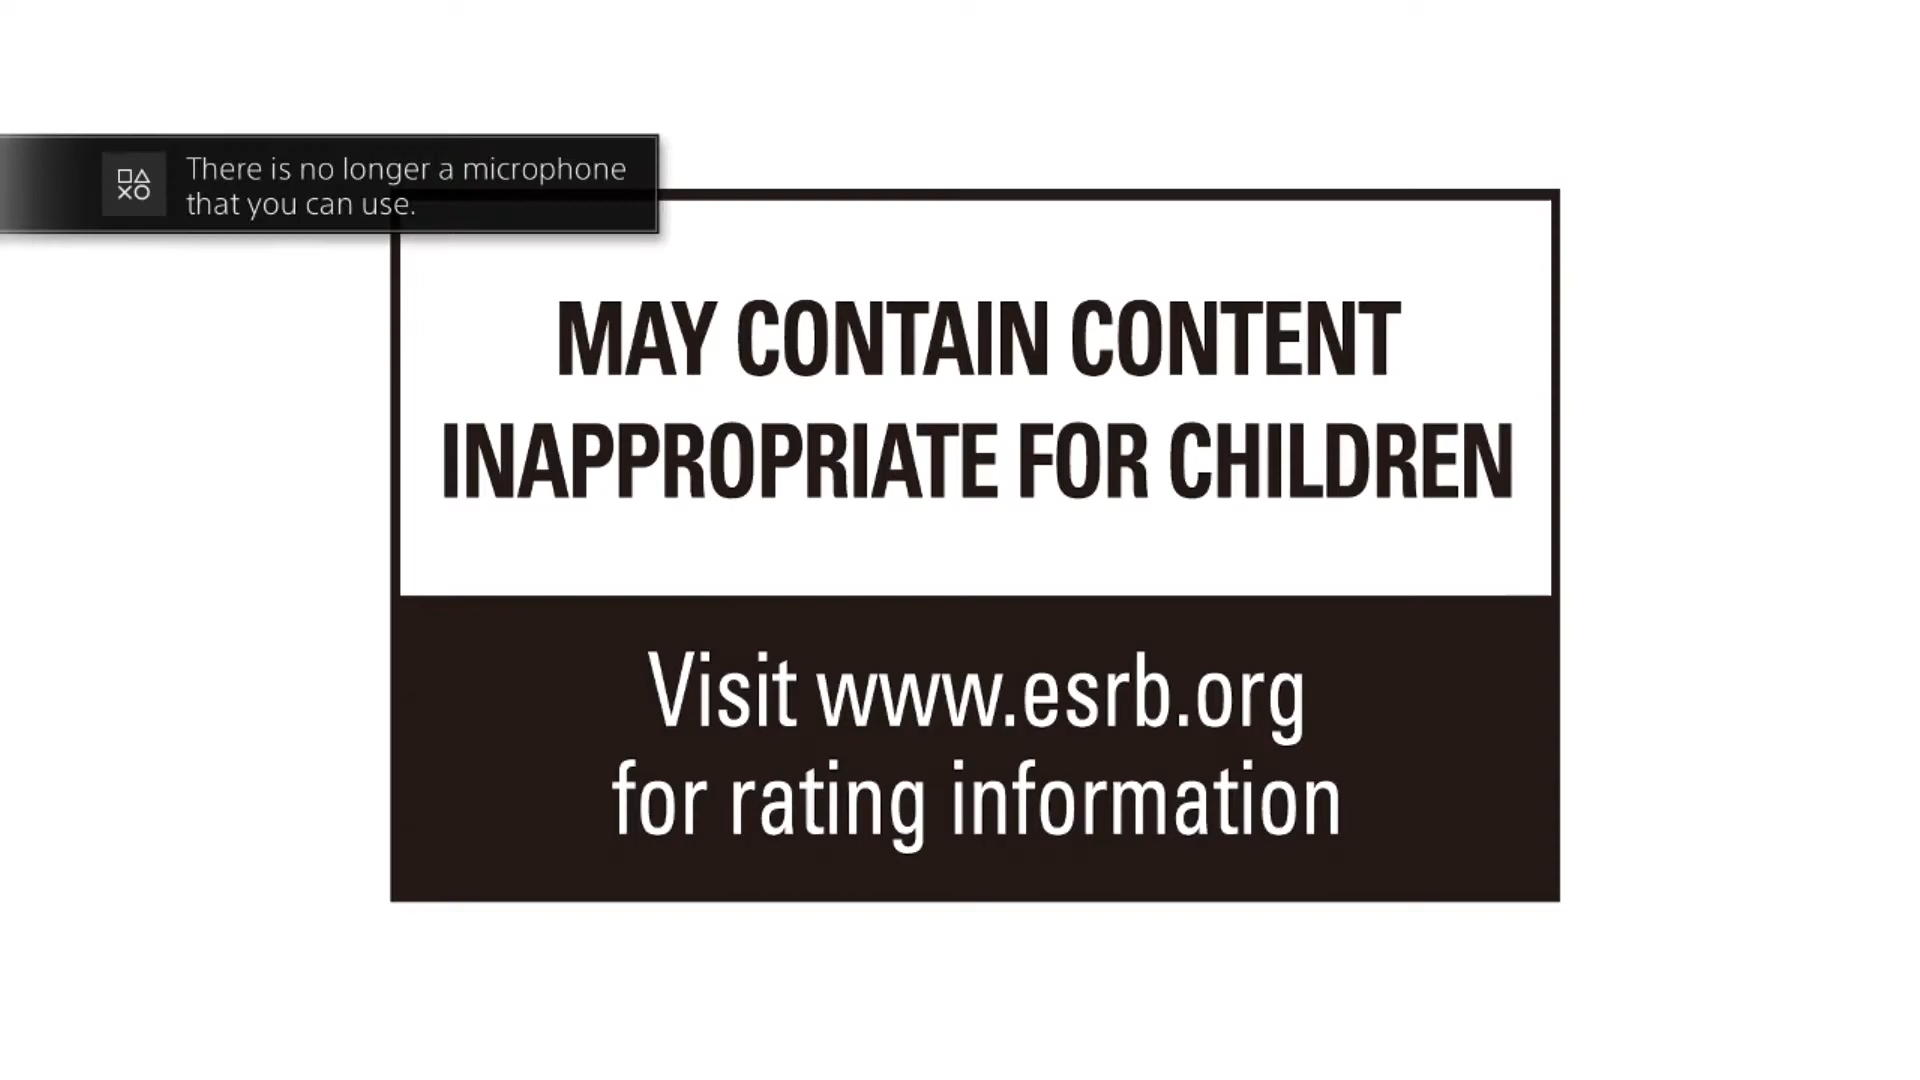 There is no longer a microphone
that you can use.
MAY CONTAIN CONTENT
INAPPROPRIATE FOR CHILDREN
Visit www.esrb.org
for rating information